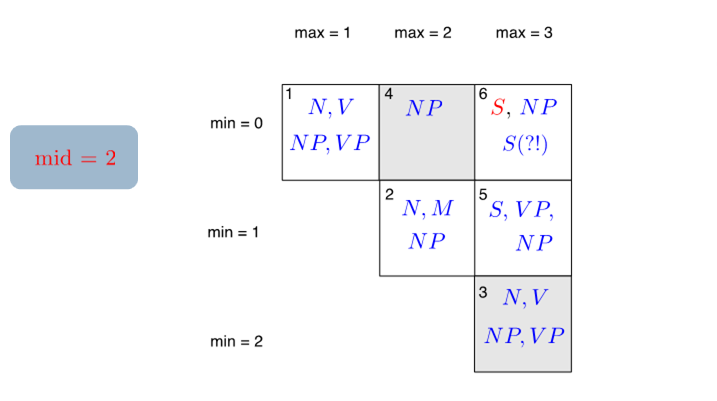 max = 1 max = 2 max = 3
1 N, V 4 NP 6 S, NP
min = 0
NP, VP S(?!)
mid = 2
2 N, M 5 S, VP,
min = 1
NP NP
3 N, V
min = 2 NP, VP